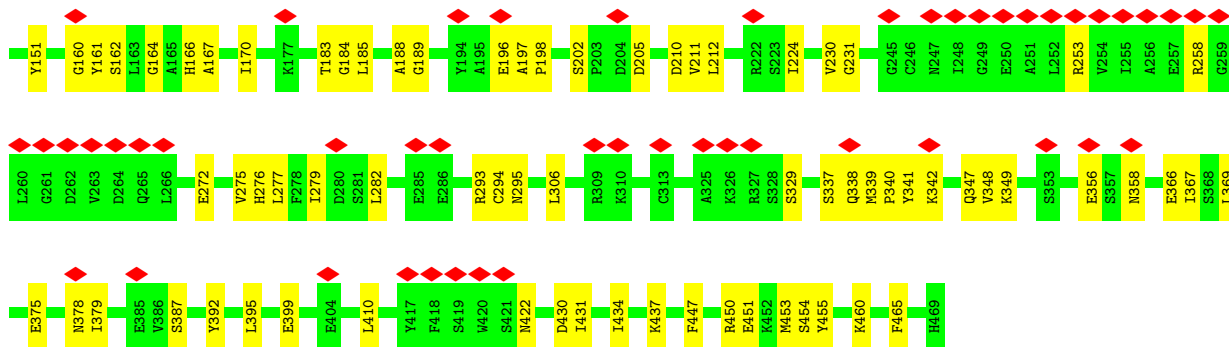 Y151 G160 Y161 S162 L163 G164 A165 H166 A167 I170 K177 T183 G184 L185 A188 G189 Y194 A195 E196 A197 P198 S202 P203 D204 D205 D210 V211 L212 R222 S223 I224 V230 G231 G245 C246 N247 I248 G249 E250 A251 L252 R253 V254 I255 A256 E257 R258 G259
L260 G261 D262 V263 D264 Q265 L266 E272 V275 H276 L277 F278 I279 D280 S281 L282 E285 E286 R293 C294 N295 L306 R309 K310 C313 A325 K326 R327 S328 S329 S337 Q338 M339 P340 Y341 K342 Q347 V348 K349 S353 E356 S357 N358 E366 I367 S368 L369
E375 N378 I379 E385 V386 S387 Y392 L395 E399 E404 L410 Y417 F418 S419 W420 S421 N422 D430 I431 I434 K437 F447 R450 E451 K452 M453 S454 Y455 K460 F465 H469